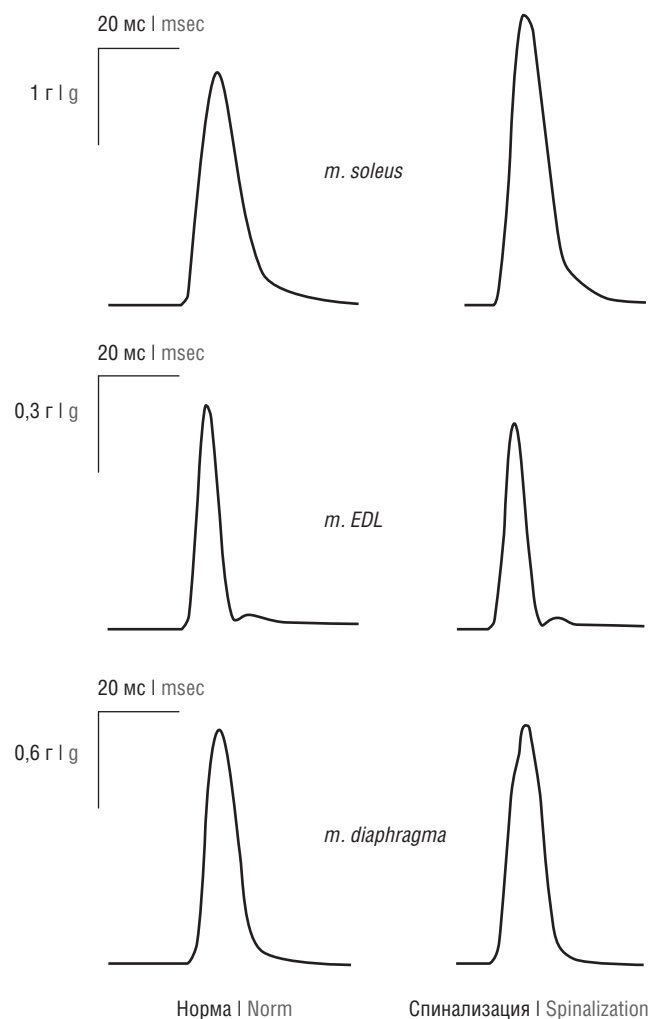 20 мс | msec
1 г | g
m. soleus
20 мс | msec
0,3 г | g
m. EDL
20 мс | msec
0,6 г | g
m. diaphragma
Норма | Norm
Спинализация | Spinalization